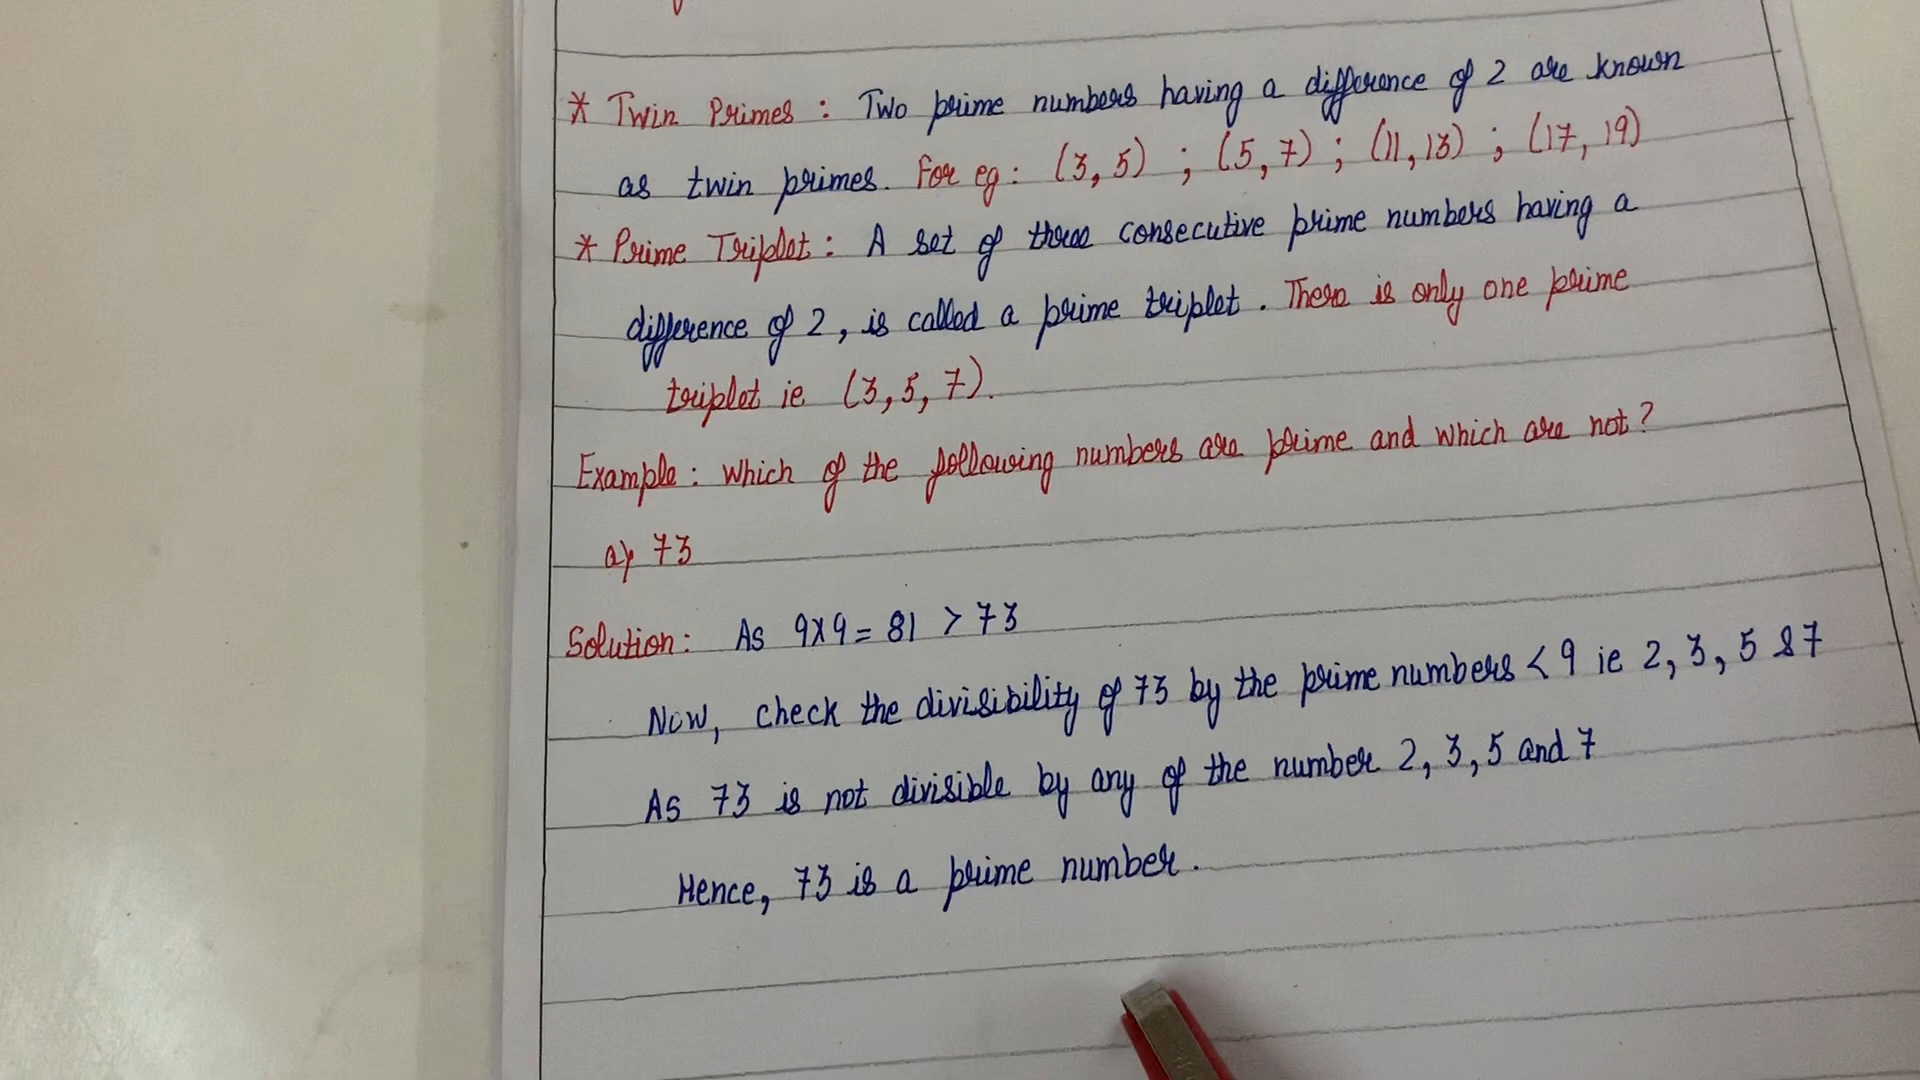 * Twin Primes : Two prime numbers having a difference of 2 are known
as twin primes. For eg : (3, 5) ; (5, 7) ; (11, 13) ; (17, 19)
* Prime Triplet : A set of three consecutive prime numbers having a
difference of 2, is called a prime triplet. There is only one prime
triplet ie (3, 5, 7).
Example : Which of the following numbers are prime and which are not?
a) 73
Solution : As 9x9 = 81 > 73
Now, check the divisibility of 73 by the prime numbers < 9 ie 2, 3, 5 & 7
As 73 is not divisible by any of the number 2, 3, 5 and 7
Hence, 73 is a prime number.